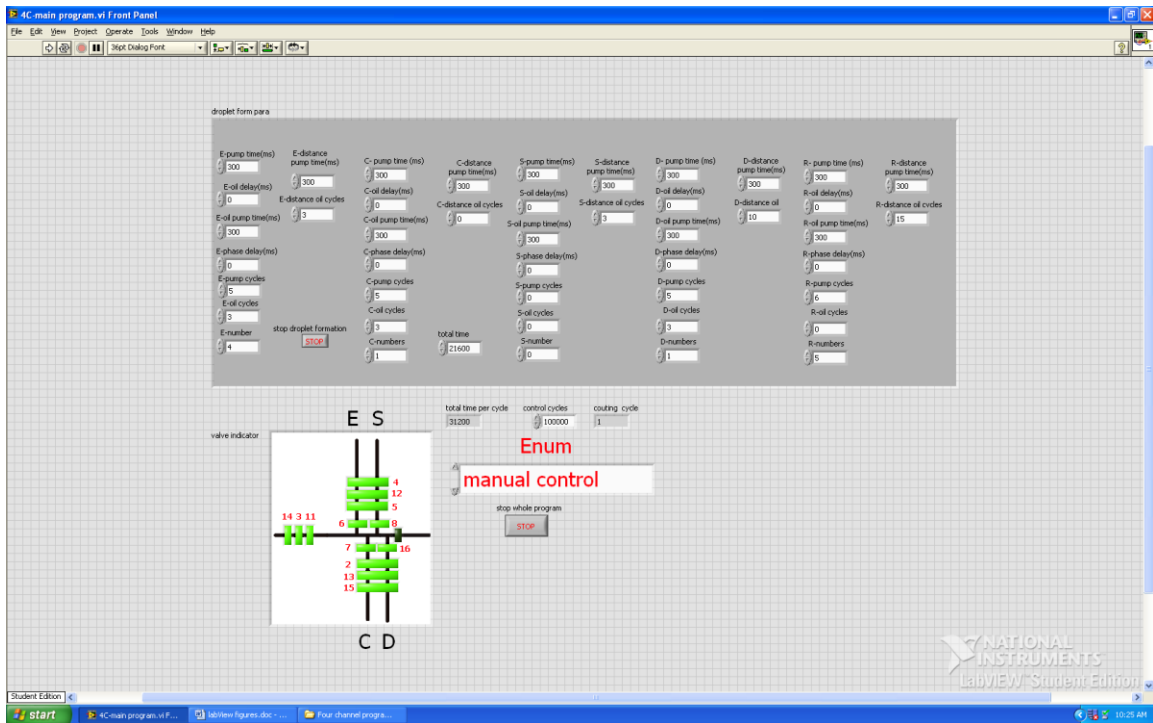 4C-main program.vi Front Panel
File Edit View Project Operate Tools Window Help
36pt Dialog Font
1
droplet form para
E-pump time(ms)
300
E-oil delay(ms)
0
E-oil pump time(ms)
300
E-phase delay(ms)
0
E-pump cycles
5
E-oil cycles
3
E-number
4
E-distance
pump time(ms)
300
E-distance oil cycles
3
stop droplet formation
STOP
C- pump time (ms)
300
C-oil delay(ms)
0
C-oil pump time(ms)
300
C-phase delay(ms)
0
C-pump cycles
5
C-oil cycles
3
C-numbers
1
C-distance
pump time(ms)
300
C-distance oil cycles
0
total time
21600
S-pump time(ms)
300
S-oil delay(ms)
0
S-oil pump time(ms)
300
S-phase delay(ms)
0
S-pump cycles
0
S-oil cycles
0
S-number
0
S-distance
pump time(ms)
300
S-distance oil cycles
3
D- pump time (ms)
300
D-oil delay(ms)
0
D-oil pump time(ms)
300
D-phase delay(ms)
0
D-pump cycles
5
D-oil cycles
3
D-numbers
1
D-distance
pump time(ms)
300
D-distance oil
10
R- pump time (ms)
300
R-oil delay(ms)
0
R-oil pump time(ms)
300
R-phase delay(ms)
0
R-pump cycles
6
R-oil cycles
0
R-numbers
5
R-distance
pump time(ms)
300
R-distance oil cycles
15
total time per cycle
31200
control cycles
100000
couting cycle
1
Enum
manual control
stop whole program
STOP
valve indicator
E S
4
12
5
14 3 11
6 8
7 16
2
13
15
C D
NATIONAL
INSTRUMENTS
LabVIEW Student Edition
Student Edition
start
4C-main program.vi F...
labView figures.doc - ...
Four channel progra...
10:25 AM